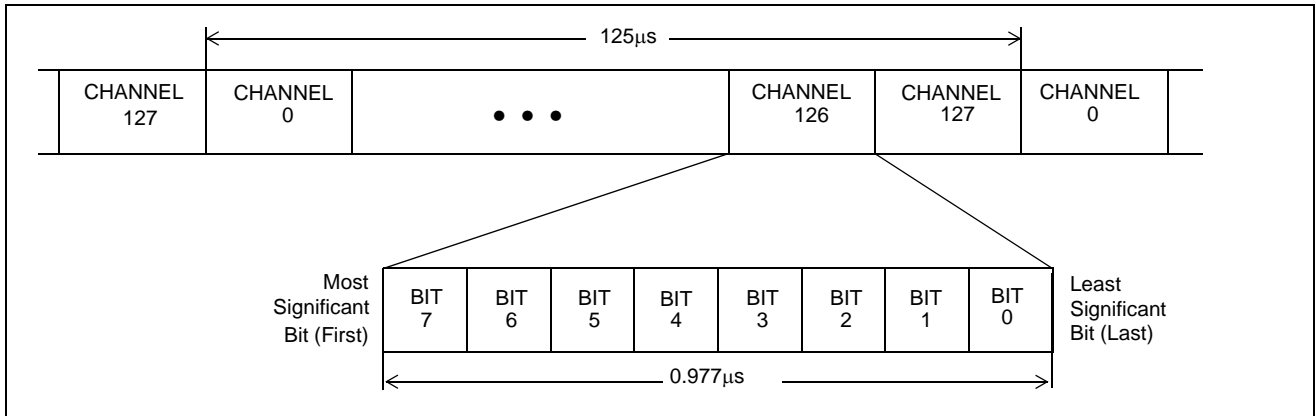 125μs
CHANNEL
127
CHANNEL
0
• • •
CHANNEL
126
CHANNEL
127
CHANNEL
0
Most
Significant
Bit (First)
BIT
7
BIT
6
BIT
5
BIT
4
BIT
3
BIT
2
BIT
1
BIT
0
Least
Significant
Bit (Last)
0.977μs